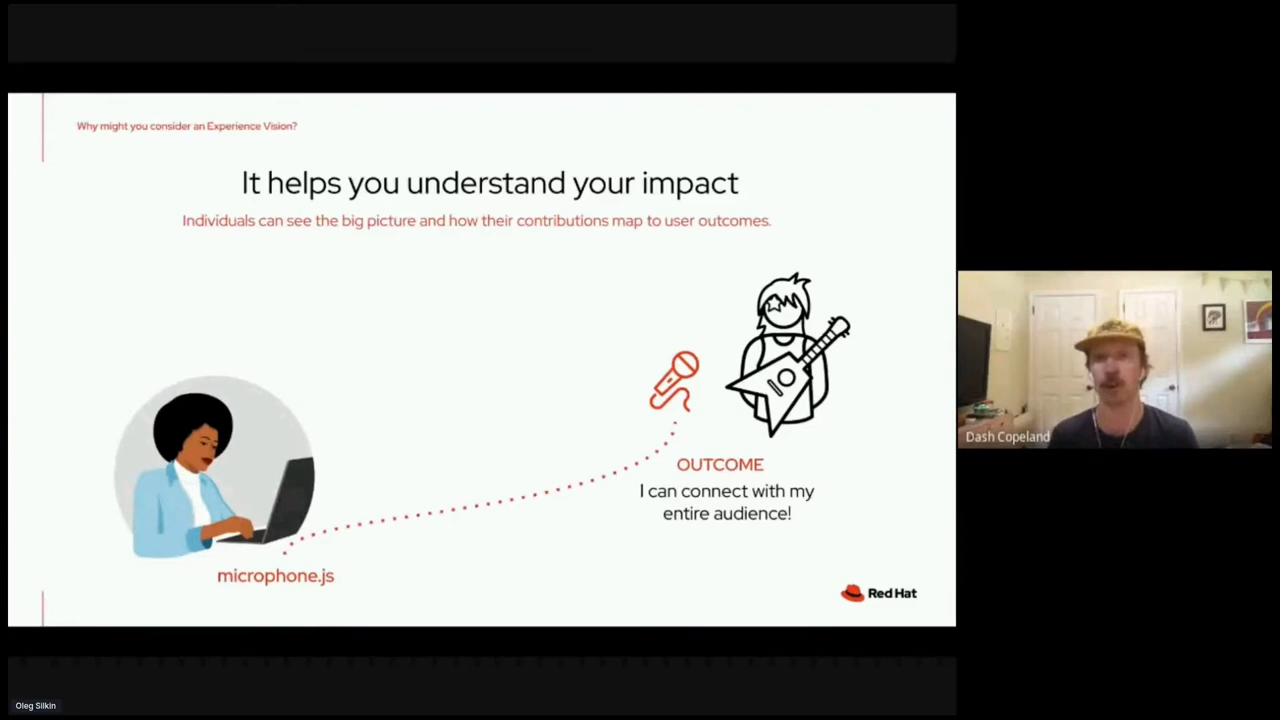 Why might you consider an Experience Vision?
It helps you understand your impact
Individuals can see the big picture and how their contributions map to user outcomes.
OUTCOME
I can connect with my
entire audience!
microphone.js
Red Hat
Dash Copeland
Oleg Silkin